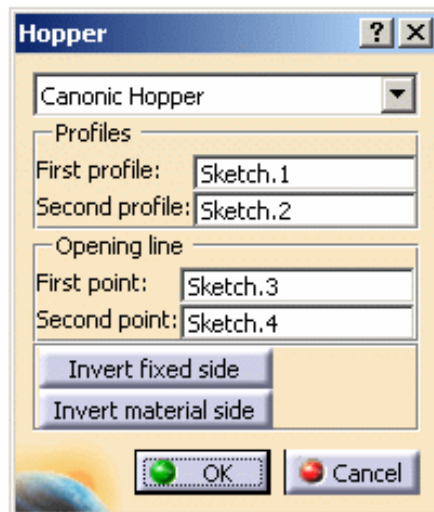 Hopper
Canonic Hopper
Profiles
First profile: Sketch.1
Second profile: Sketch.2
Opening line
First point: Sketch.3
Second point: Sketch.4
Invert fixed side
Invert material side
OK Cancel